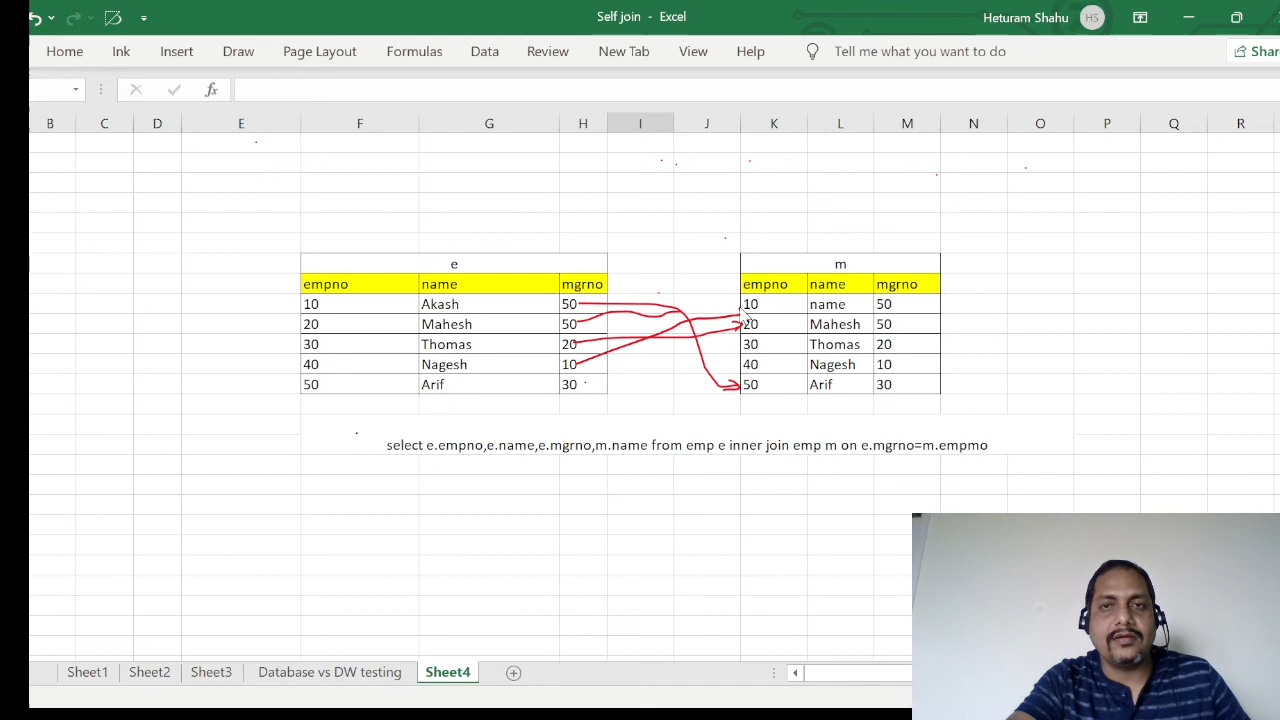 Self join - Excel
Heturam Shahu
HS
Home Ink Insert Draw Page Layout Formulas Data Review New Tab View Help Tell me what you want to do Shar
fx
B C D E F G H I J K L M N O P Q R
e m
empno name mgrno empno name mgrno
10 Akash 50 10 name 50
20 Mahesh 50 20 Mahesh 50
30 Thomas 20 30 Thomas 20
40 Nagesh 10 40 Nagesh 10
50 Arif 30 50 Arif 30
select e.empno,e.name,e.mgrno,m.name from emp e inner join emp m on e.mgrno=m.empmo
Sheet1 Sheet2 Sheet3 Database vs DW testing Sheet4